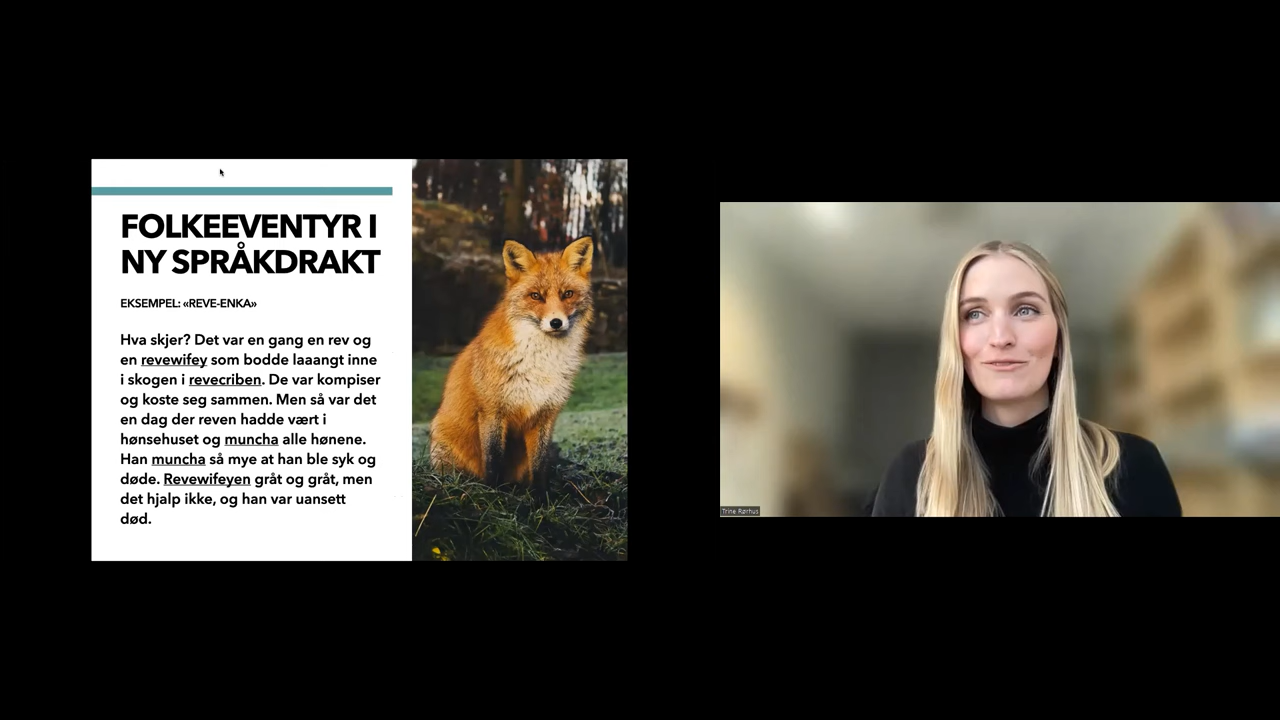 FOLKEEVENTYR I
NY SPRÅKDRAKT
EKSEMPEL: «REVE-ENKA»
Hva skjer? Det var en gang en rev og
en revewifey som bodde laaangt inne
i skogen i revecriben. De var kompiser
og koste seg sammen. Men så var det
en dag der reven hadde vært i
hønsehuset og muncha alle hønene.
Han muncha så mye at han ble syk og
døde. Revewifeyen gråt og gråt, men
det hjalp ikke, og han var uansett
død.
Trine Rørhus